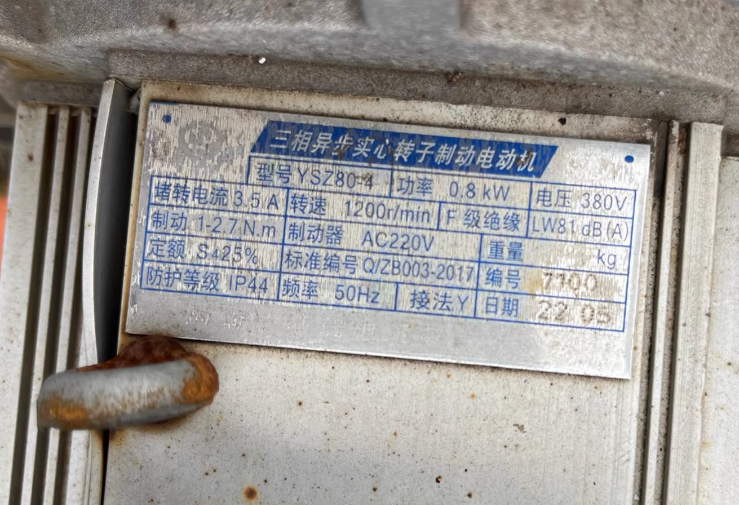 三相异步实心转子制动电动机
型号 YSZ80-4 功率 0.8 kW 电压 380V
堵转电流 3.5 A 转速 1200r/min F 级绝缘 LW81 dB(A)
制动 1-2.7 N.m 制动器 AC220V 重量 kg
定额 S4 25% 标准编号 Q/ZB003-2017 编号 7100
防护等级 IP44 频率 50Hz 接法 Y 日期 22.05